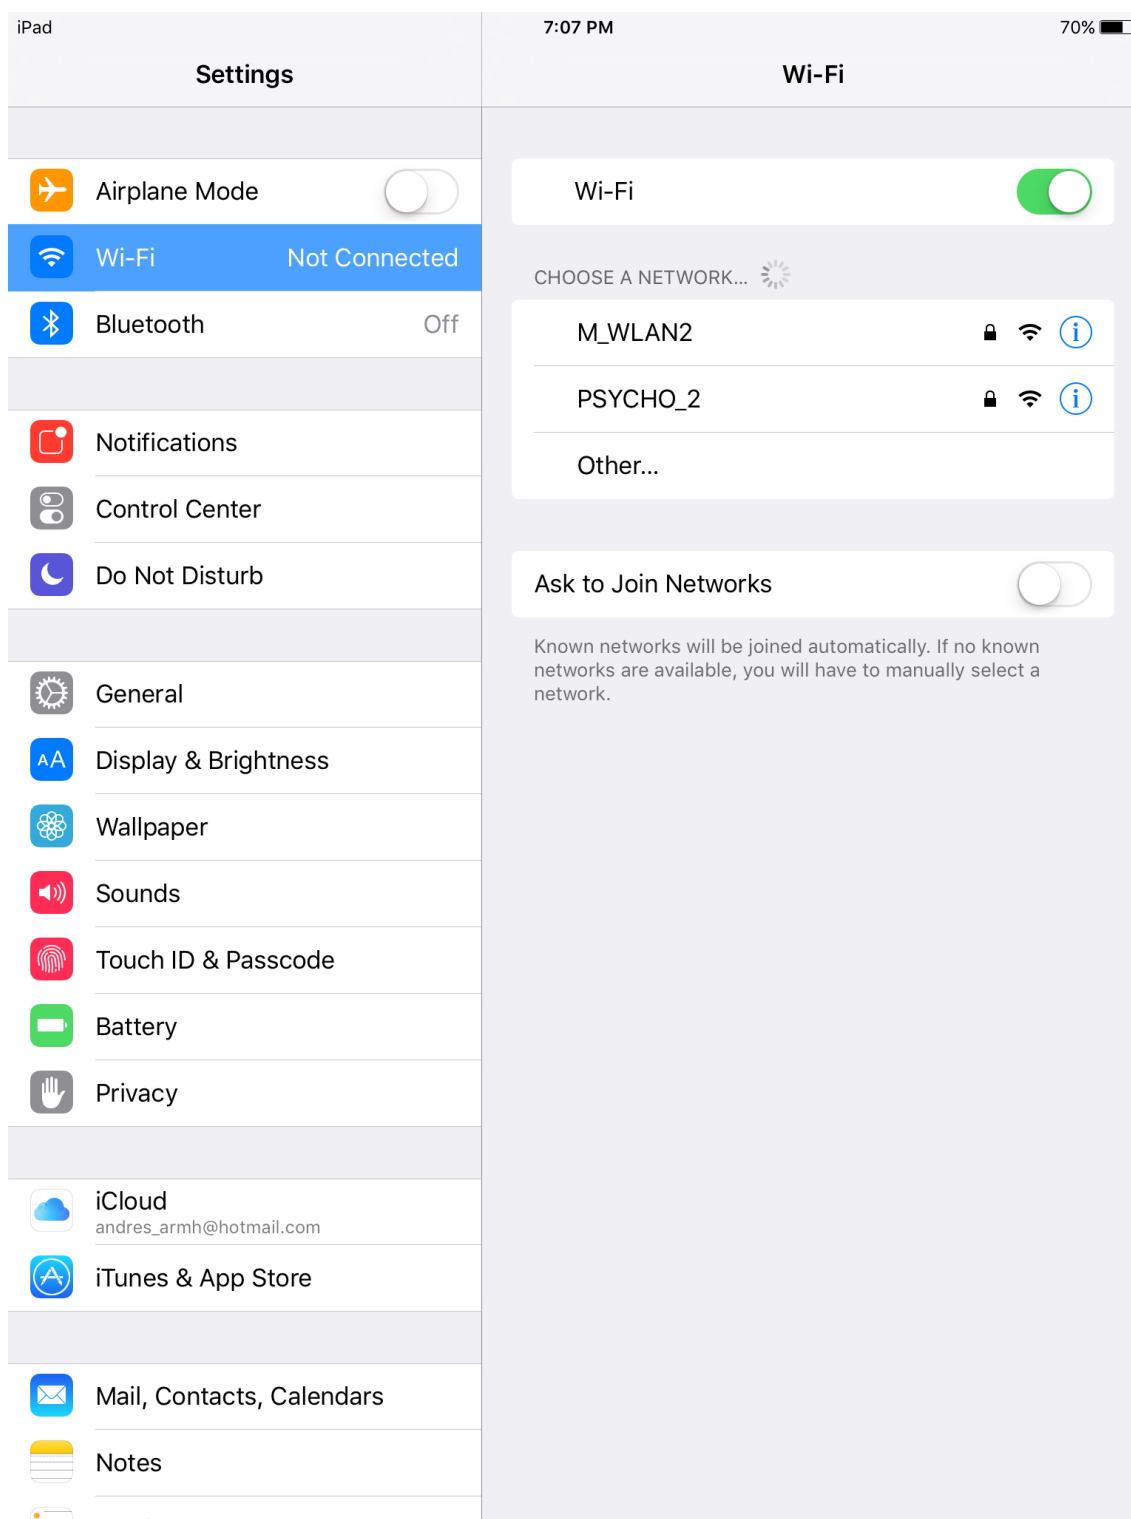 iPad
7:07 PM
70%
Settings
Wi-Fi
Airplane Mode
Wi-Fi Not Connected
Bluetooth Off
Notifications
Control Center
Do Not Disturb
General
AA Display & Brightness
Wallpaper
Sounds
Touch ID & Passcode
Battery
Privacy
iCloud
andres_armh@hotmail.com
iTunes & App Store
Mail, Contacts, Calendars
Notes
Wi-Fi
CHOOSE A NETWORK...
M_WLAN2
PSYCHO_2
Other...
Ask to Join Networks
Known networks will be joined automatically. If no known
networks are available, you will have to manually select a
network.